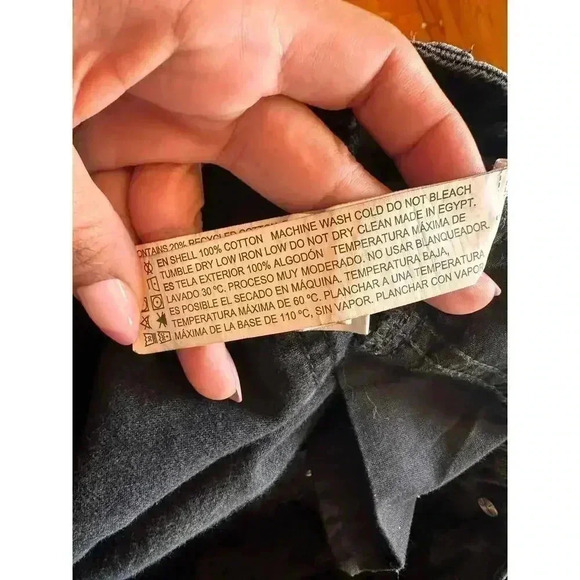 CONTAINS 20% RECYCLED COTTON
EN SHELL 100% COTTON MACHINE WASH COLD DO NOT BLEACH
TUMBLE DRY LOW IRON LOW DO NOT DRY CLEAN MADE IN EGYPT.
ES TELA EXTERIOR 100% ALGODÓN TEMPERATURA MÁXIMA DE
LAVADO 30 ºC. PROCESO MUY MODERADO. NO USAR BLANQUEADOR.
ES POSIBLE EL SECADO EN MÁQUINA, TEMPERATURA BAJA,
TEMPERATURA MÁXIMA DE 60 ºC. PLANCHAR A UNA TEMPERATURA
MÁXIMA DE LA BASE DE 110 ºC, SIN VAPOR. PLANCHAR CON VAPOR